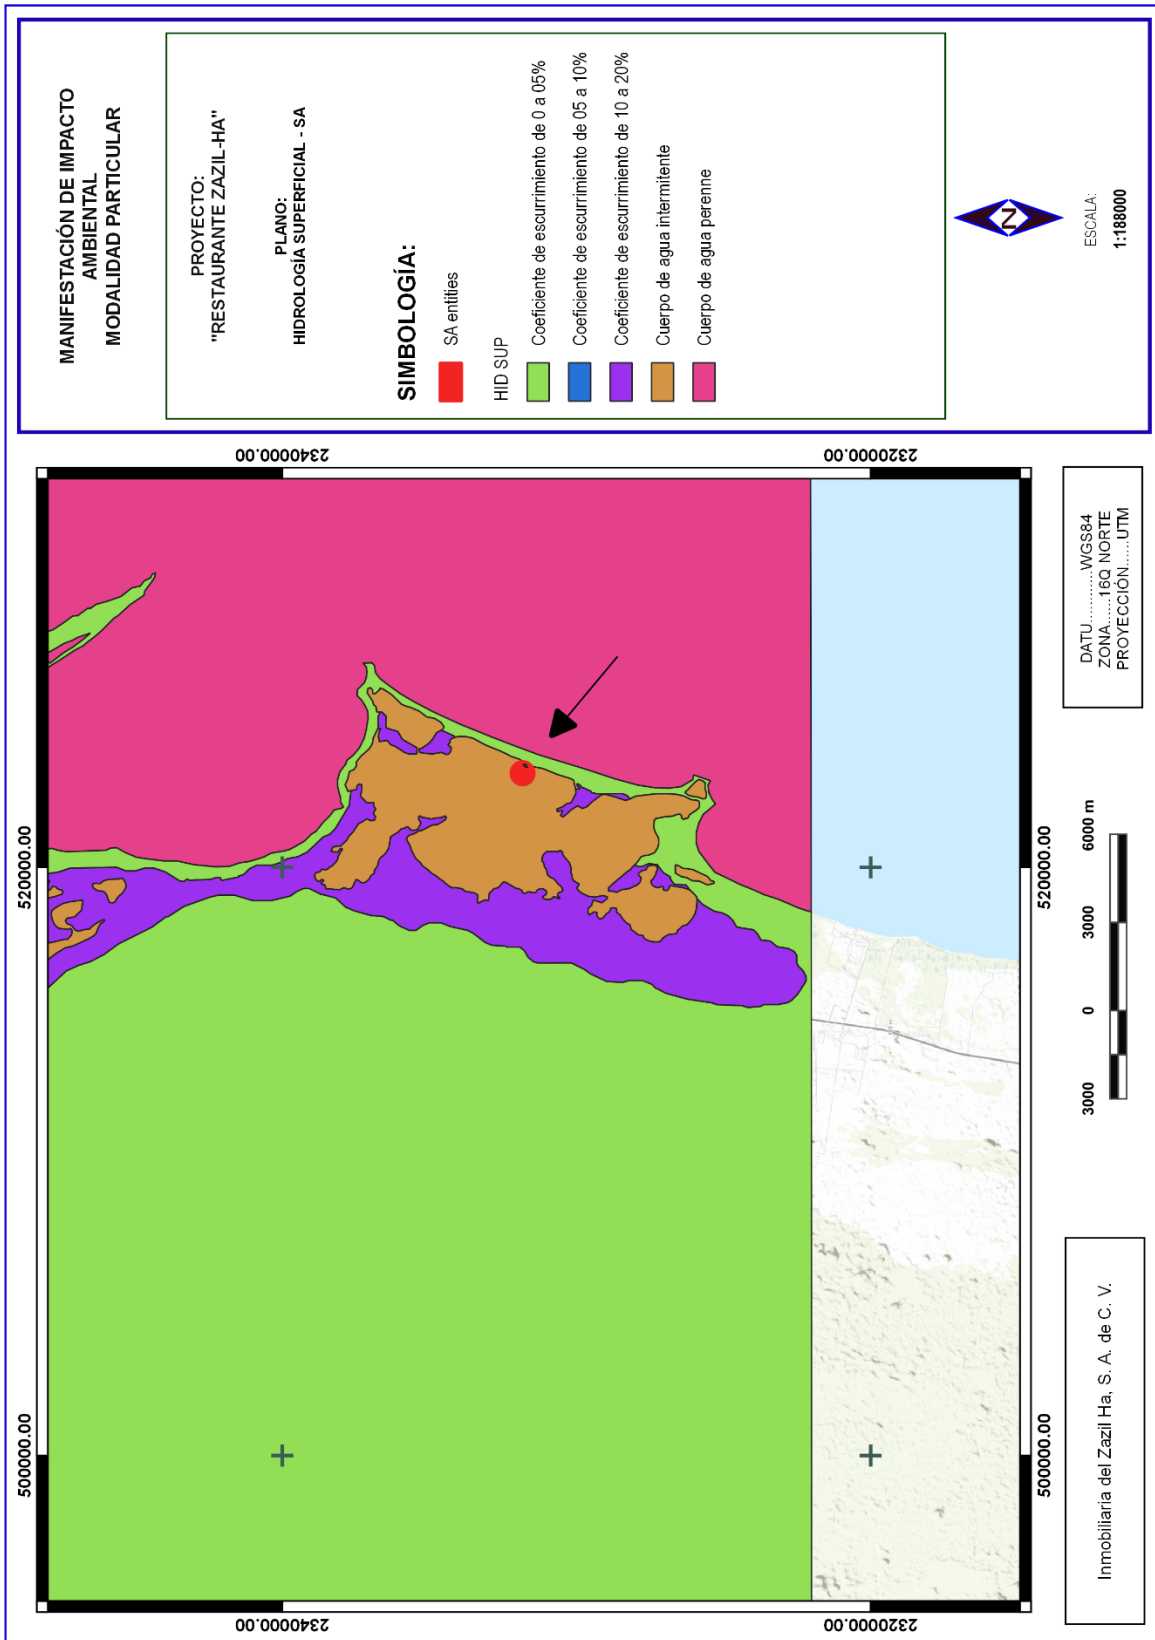 MANIFESTACIÓN DE IMPACTO
AMBIENTAL
MODALIDAD PARTICULAR
PROYECTO:
"RESTAURANTE ZAZIL-HA"
PLANO:
HIDROLOGÍA SUPERFICIAL - SA
SIMBOLOGÍA:
SA entities
HID SUP
Coeficiente de escurrimiento de 0 a 05%
Coeficiente de escurrimiento de 05 a 10%
Coeficiente de escurrimiento de 10 a 20%
Cuerpo de agua intermitente
Cuerpo de agua perenne
N
ESCALA:
1:188000
500000.00
520000.00
2340000.00
2340000.00
2320000.00
2320000.00
500000.00
520000.00
Inmobiliaria del Zazil Ha, S. A. de C. V.
3000 0 3000 6000 m
DATU............WGS84
ZONA.......16Q NORTE
PROYECCIÓN......UTM